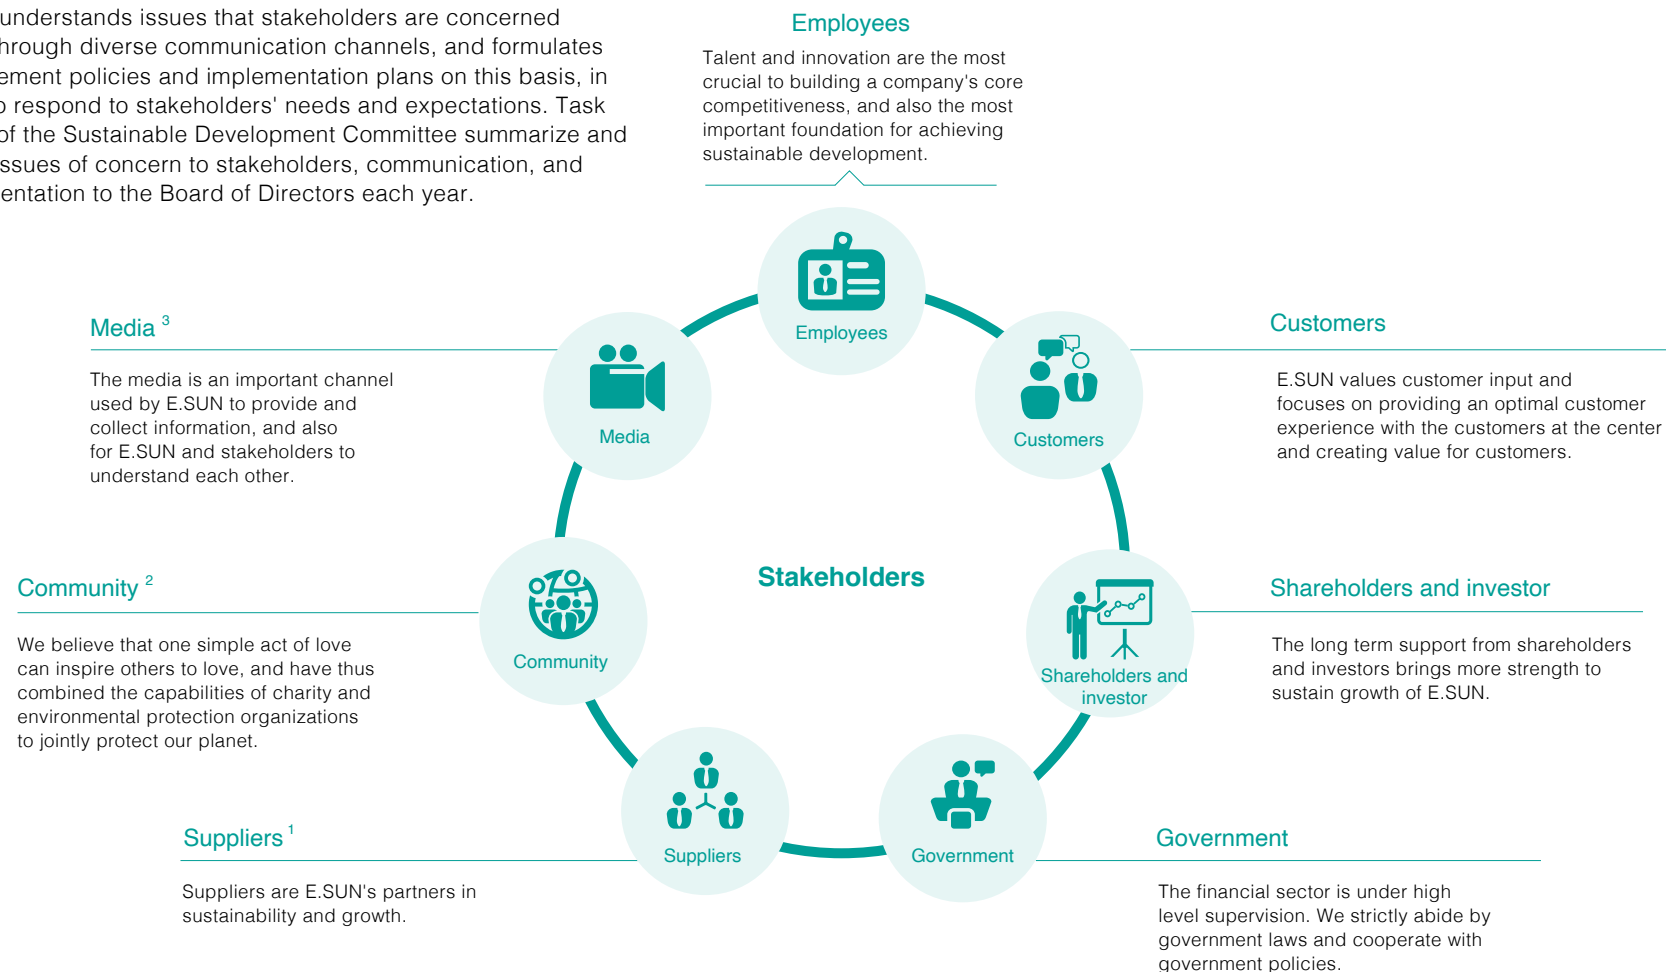 understands issues that stakeholders are concerned
hrough diverse communication channels, and formulates
ement policies and implementation plans on this basis, in
o respond to stakeholders' needs and expectations. Task
of the Sustainable Development Committee summarize and
ssues of concern to stakeholders, communication, and
entation to the Board of Directors each year.
Employees
Talent and innovation are the most
crucial to building a company's core
competitiveness, and also the most
important foundation for achieving
sustainable development.
Employees
Media 3
The media is an important channel
used by E.SUN to provide and
collect information, and also
for E.SUN and stakeholders to
understand each other.
Media
Customers
Customers
E.SUN values customer input and
focuses on providing an optimal customer
experience with the customers at the center
and creating value for customers.
Stakeholders
Community 2
We believe that one simple act of love
can inspire others to love, and have thus
combined the capabilities of charity and
environmental protection organizations
to jointly protect our planet.
Community
Shareholders and
investor
Shareholders and investor
The long term support from shareholders
and investors brings more strength to
sustain growth of E.SUN.
Suppliers 1
Suppliers are E.SUN's partners in
sustainability and growth.
Suppliers
Government
Government
The financial sector is under high
level supervision. We strictly abide by
government laws and cooperate with
government policies.